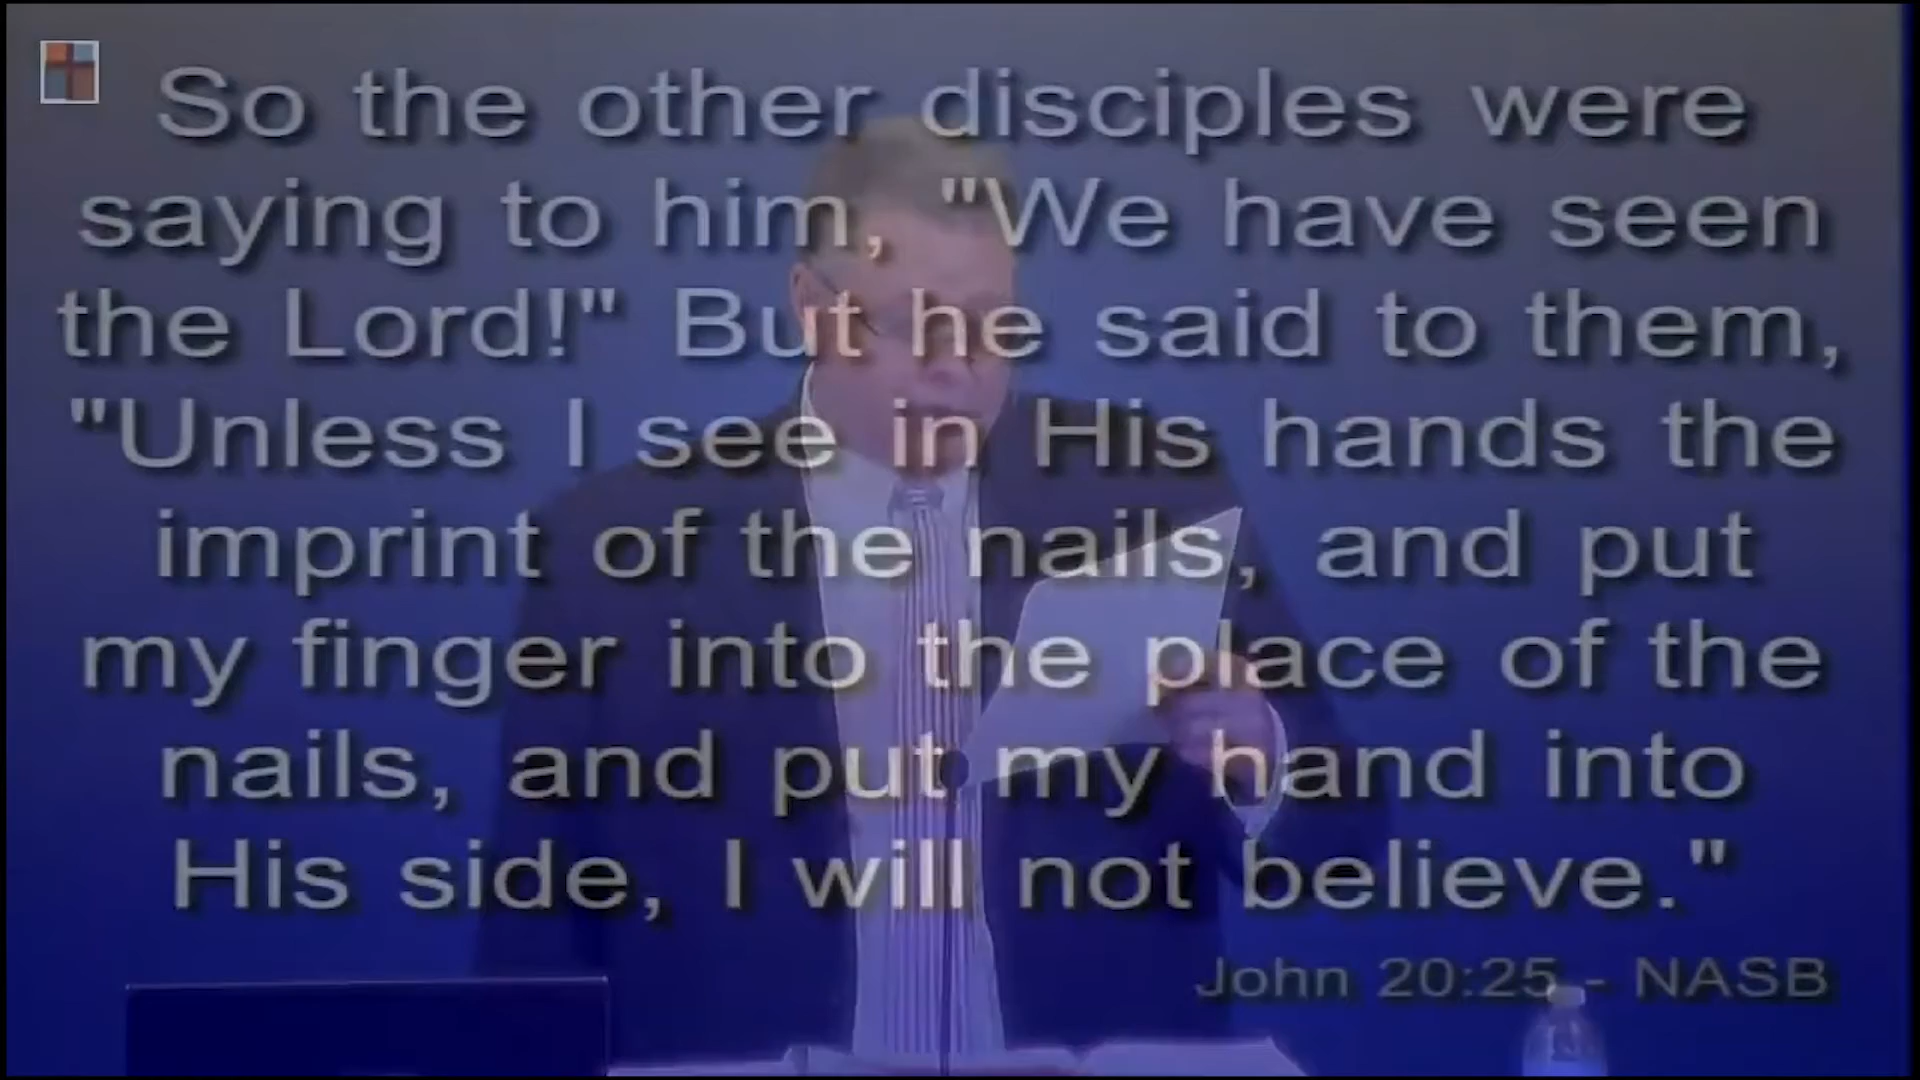 So the other disciples were
saying to him, "We have seen
the Lord!" But he said to them,
"Unless I see in His hands the
imprint of the nails, and put
my finger into the place of the
nails, and put my hand into
His side, I will not believe."
John 20:25 - NASB